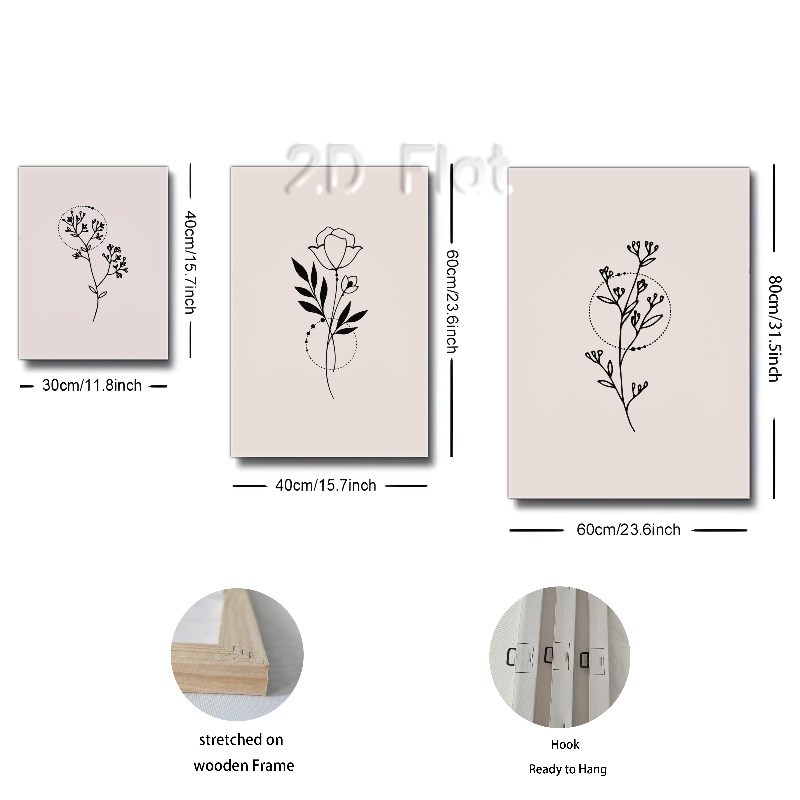 2D Flat
40cm/15.7inch
30cm/11.8inch
60cm/23.6inch
40cm/15.7inch
80cm/31.5inch
60cm/23.6inch
stretched on
wooden Frame
Hook
Ready to Hang